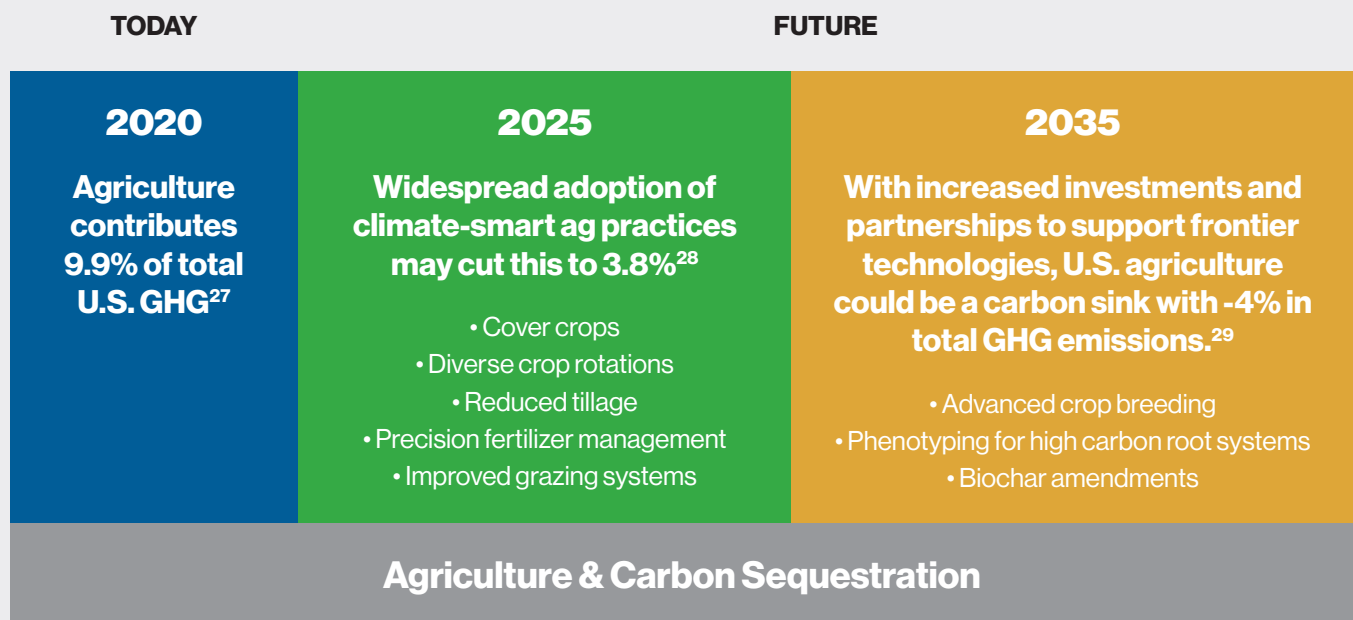 TODAY
FUTURE
2020
Agriculture
contributes
9.9% of total
U.S. GHG²⁷
2025
Widespread adoption of
climate-smart ag practices
may cut this to 3.8%²⁸
• Cover crops
• Diverse crop rotations
• Reduced tillage
• Precision fertilizer management
• Improved grazing systems
2035
With increased investments and
partnerships to support frontier
technologies, U.S. agriculture
could be a carbon sink with -4% in
total GHG emissions.²⁹
• Advanced crop breeding
• Phenotyping for high carbon root systems
• Biochar amendments
Agriculture & Carbon Sequestration